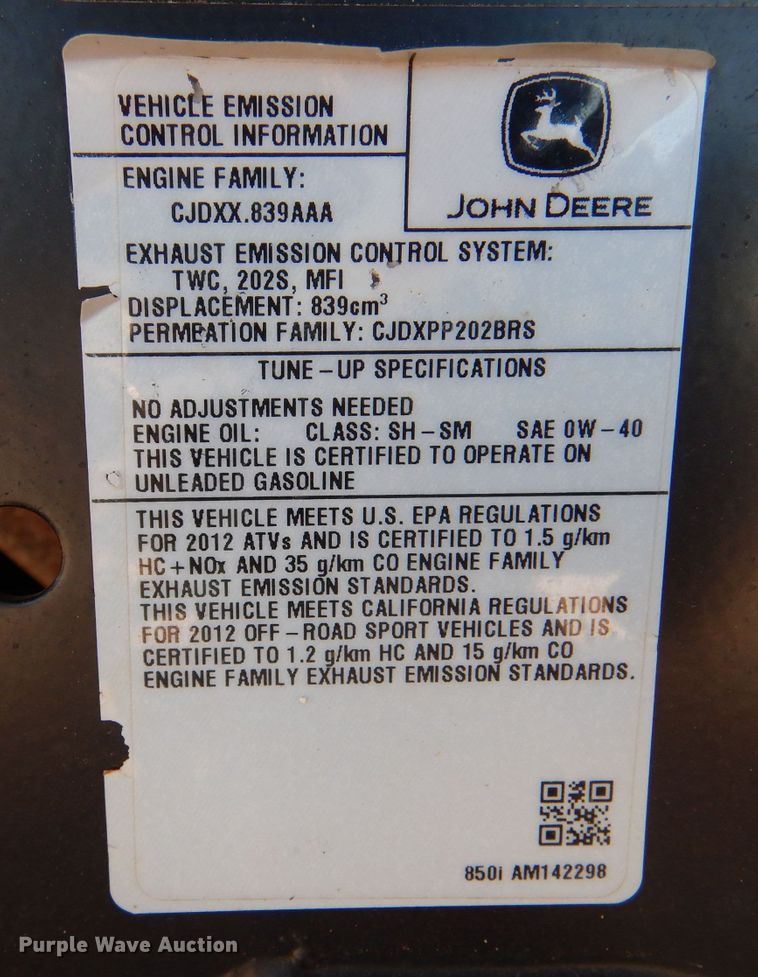 VEHICLE EMISSION
CONTROL INFORMATION
JOHN DEERE
ENGINE FAMILY:
CJDXX.839AAA
EXHAUST EMISSION CONTROL SYSTEM:
TWC, 2O2S, MFI
DISPLACEMENT: 839cm³
PERMEATION FAMILY: CJDXPP202BRS
TUNE-UP SPECIFICATIONS
NO ADJUSTMENTS NEEDED
ENGINE OIL: CLASS: SH-SM SAE 0W-40
THIS VEHICLE IS CERTIFIED TO OPERATE ON
UNLEADED GASOLINE
THIS VEHICLE MEETS U.S. EPA REGULATIONS
FOR 2012 ATVs AND IS CERTIFIED TO 1.5 g/km
HC+NOx AND 35 g/km CO ENGINE FAMILY
EXHAUST EMISSION STANDARDS.
THIS VEHICLE MEETS CALIFORNIA REGULATIONS
FOR 2012 OFF-ROAD SPORT VEHICLES AND IS
CERTIFIED TO 1.2 g/km HC AND 15 g/km CO
ENGINE FAMILY EXHAUST EMISSION STANDARDS.
850i AM142298
Purple Wave Auction